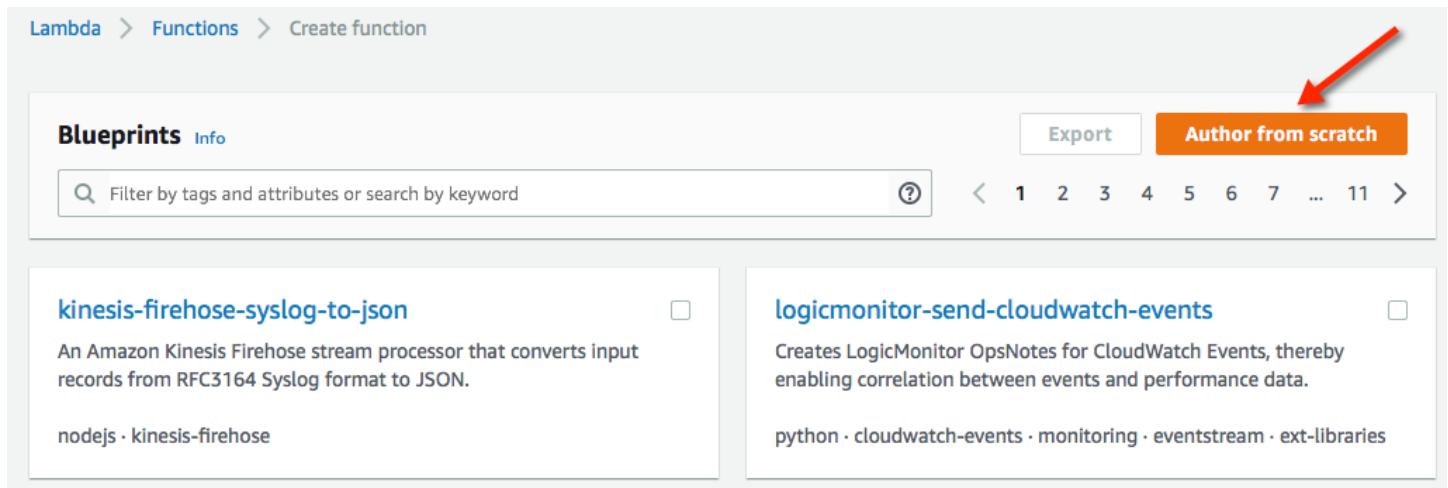 Lambda > Functions > Create function
Blueprints Info
Export
Author from scratch
Filter by tags and attributes or search by keyword
< 1 2 3 4 5 6 7 ... 11 >
kinesis-firehose-syslog-to-json
An Amazon Kinesis Firehose stream processor that converts input
records from RFC3164 Syslog format to JSON.
nodejs · kinesis-firehose
logicmonitor-send-cloudwatch-events
Creates LogicMonitor OpsNotes for CloudWatch Events, thereby
enabling correlation between events and performance data.
python · cloudwatch-events · monitoring · eventstream · ext-libraries